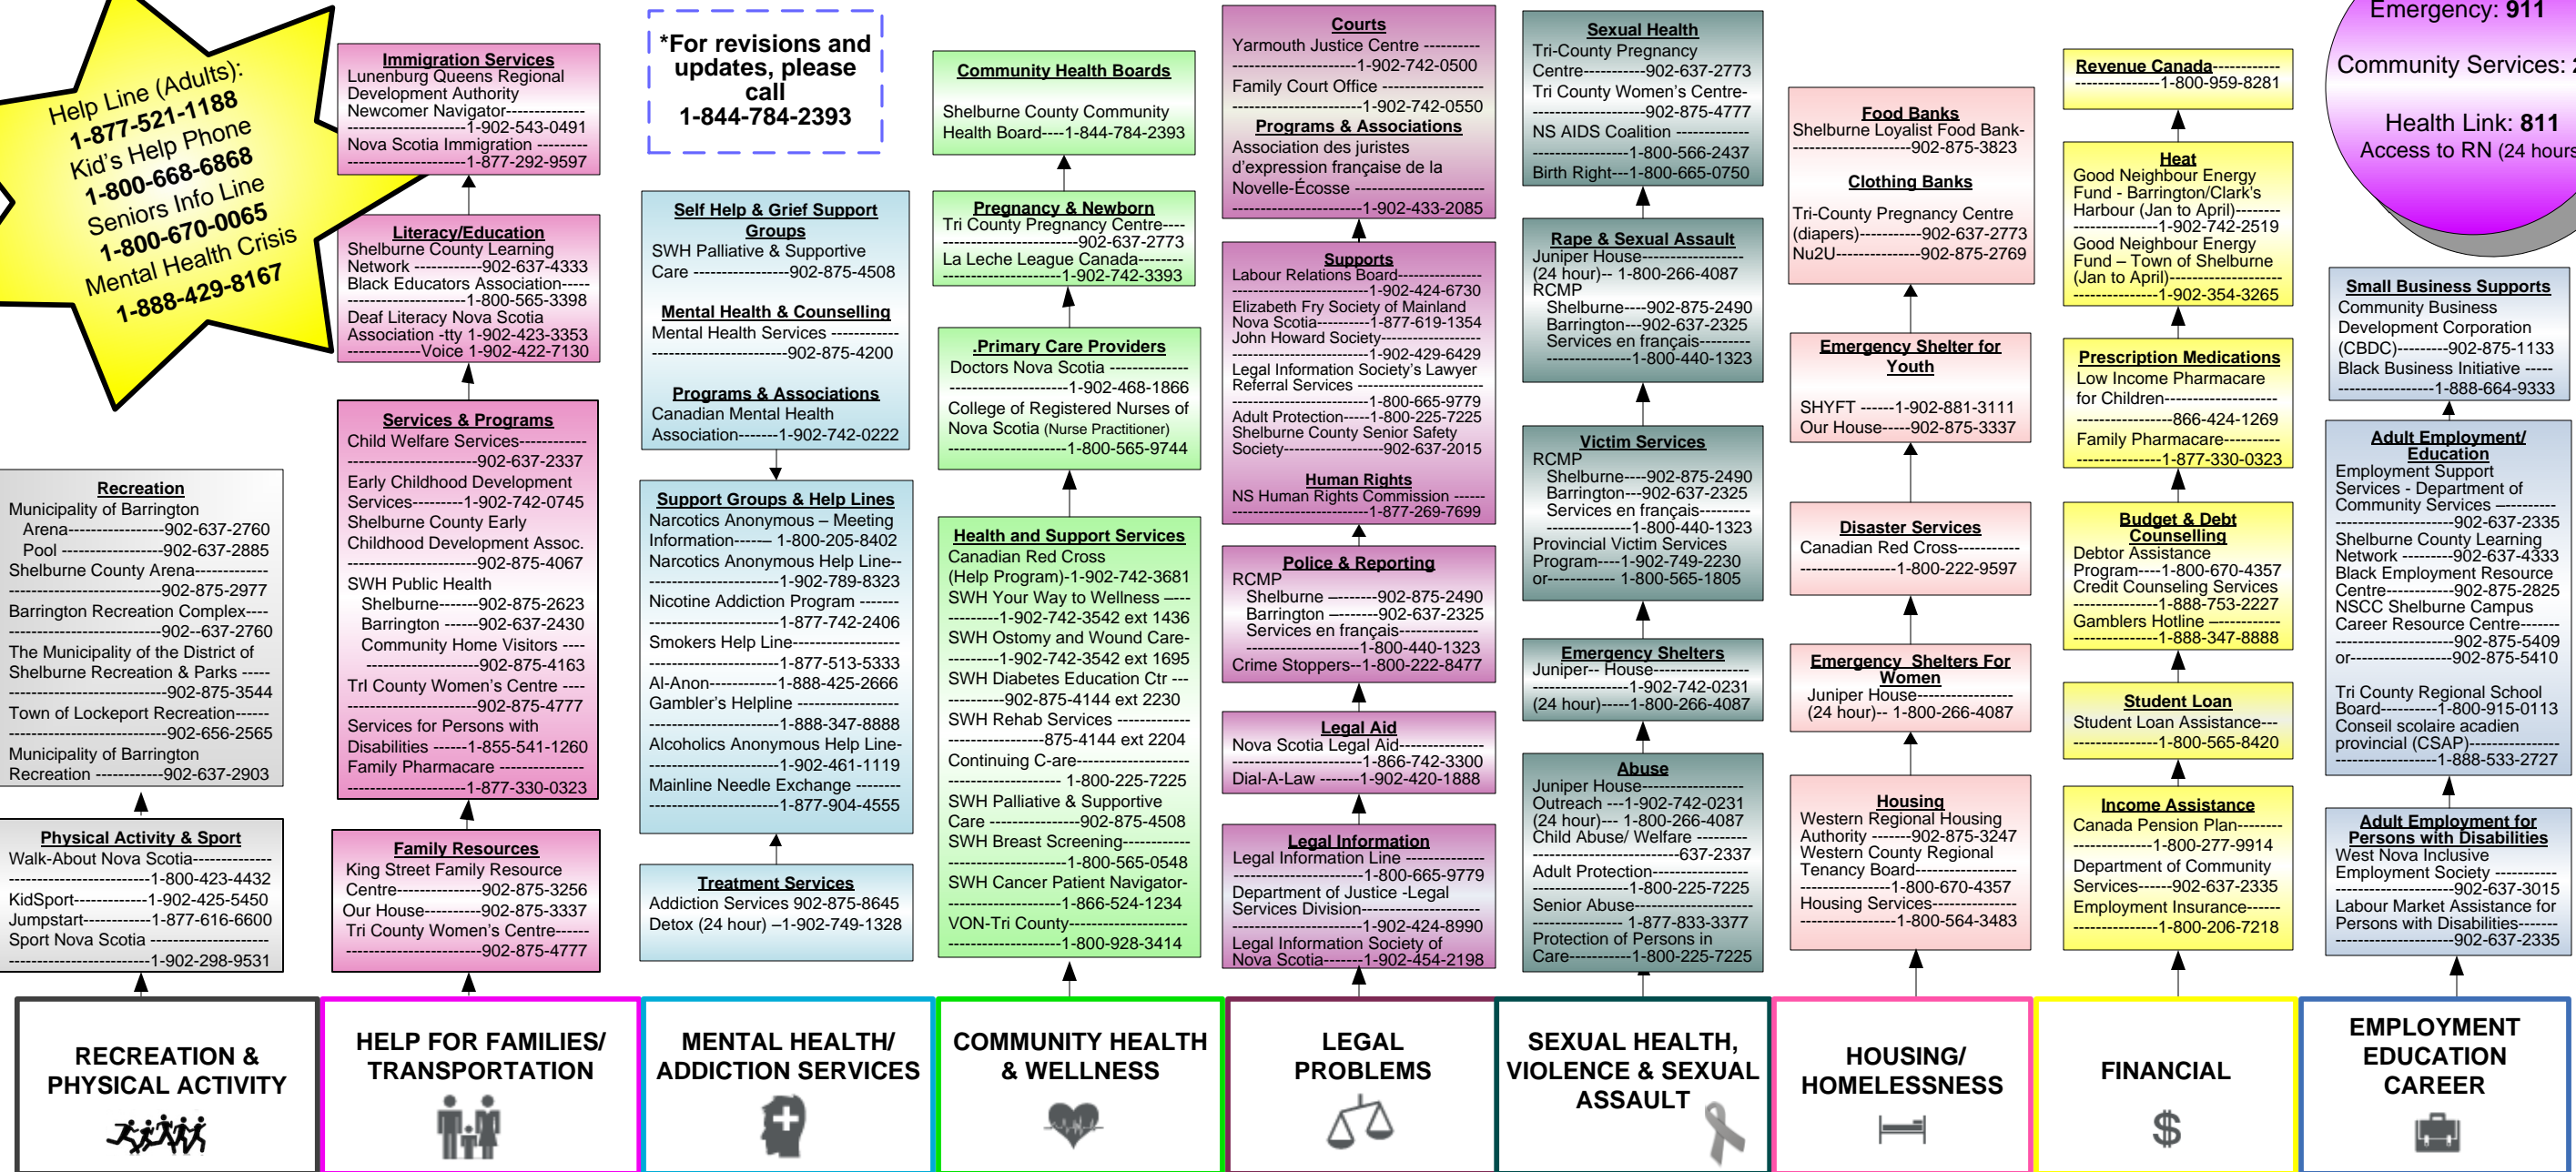 Help Line (Adults):
1-877-521-1188
Kid's Help Phone
1-800-668-6868
Seniors Info Line
1-800-670-0065
Mental Health Crisis
1-888-429-8167
Recreation
Municipality of Barrington
Arena-----------------902-637-2760
Pool ------------------902-637-2885
Shelburne County Arena-------------
---------------------------902-875-2977
Barrington Recreation Complex----
---------------------------902--637-2760
The Municipality of the District of
Shelburne Recreation & Parks -----
----------------------------902-875-3544
Town of Lockeport Recreation------
----------------------------902-656-2565
Municipality of Barrington
Recreation ------------902-637-2903
Physical Activity & Sport
Walk-About Nova Scotia--------------
-------------------------1-800-423-4432
KidSport---------1-902-425-5450
Jumpstart-----------1-877-616-6600
Sport Nova Scotia ---------------------
-------------------------1-902-298-9531
RECREATION &
PHYSICAL ACTIVITY
Immigration Services
Lunenburg Queens Regional
Development Authority
Newcomer Navigator--------------
---------------------1-902-543-0491
Nova Scotia Immigration ---------
---------------------1-877-292-9597
Literacy/Education
Shelburne County Learning
Network ------------902-637-4333
Black Educators Association-----
---------------------1-800-565-3398
Deaf Literacy Nova Scotia
Association -tty 1-902-423-3353
-------------Voice 1-902-422-7130
Services & Programs
Child Welfare Services------------
-----------------------902-637-2337
Early Childhood Development
Services---------1-902-742-0745
Shelburne County Early
Childhood Development Assoc.
-----------------------902-875-4067
SWH Public Health
Shelburne-------902-875-2623
Barrington ------902-637-2430
Community Home Visitors ----
--------------------902-875-4163
TrI County Women's Centre ----
-----------------------902-875-4777
Services for Persons with
Disabilities ------1-855-541-1260
Family Pharmacare ---------------
---------------------1-877-330-0323
Family Resources
King Street Family Resource
Centre---------------902-875-3256
Our House----------902-875-3337
Tri County Women's Centre------
------------------------902-875-4777
HELP FOR FAMILIES/
TRANSPORTATION
*For revisions and
updates, please
call
1-844-784-2393
Self Help & Grief Support
Groups
SWH Palliative & Supportive
Care -----------------902-875-4508
Mental Health & Counselling
Mental Health Services ------------
------------------------902-875-4200
Programs & Associations
Canadian Mental Health
Association-------1-902-742-0222
Support Groups & Help Lines
Narcotics Anonymous – Meeting
Information-----– 1-800-205-8402
Narcotics Anonymous Help Line--
-----------------------1-902-789-8323
Nicotine Addiction Program -------
-----------------------1-877-742-2406
Smokers Help Line-------------------
-----------------------1-877-513-5333
Al-Anon------------1-888-425-2666
Gambler's Helpline ------------------
-----------------------1-888-347-8888
Alcoholics Anonymous Help Line-
-----------------------1-902-461-1119
Mainline Needle Exchange --------
-----------------------1-877-904-4555
Treatment Services
Addiction Services 902-875-8645
Detox (24 hour) –1-902-749-1328
MENTAL HEALTH/
ADDICTION SERVICES
Community Health Boards
Shelburne County Community
Health Board----1-844-784-2393
Pregnancy & Newborn
Tri County Pregnancy Centre----
------------------------902-637-2773
La Leche League Canada--------
---------------------1-902-742-3393
.Primary Care Providers
Doctors Nova Scotia --------------
---------------------1-902-468-1866
College of Registered Nurses of
Nova Scotia (Nurse Practitioner)
---------------------1-800-565-9744
Health and Support Services
Canadian Red Cross
(Help Program)-1-902-742-3681
SWH Your Way to Wellness –---
---------1-902-742-3542 ext 1436
SWH Ostomy and Wound Care-
---------1-902-742-3542 ext 1695
SWH Diabetes Education Ctr ---
----------902-875-4144 ext 2230
SWH Rehab Services -------------
-----------------875-4144 ext 2204
Continuing C-are--------------------
-------------------- 1-800-225-7225
SWH Palliative & Supportive
Care ----------------902-875-4508
SWH Breast Screening------------
---------------------1-800-565-0548
SWH Cancer Patient Navigator-
--------------------1-866-524-1234
VON-Tri County---------------------
--------------------1-800-928-3414
COMMUNITY HEALTH
& WELLNESS
Courts
Yarmouth Justice Centre ----------
----------------------1-902-742-0500
Family Court Office ------------------
-----------------------1-902-742-0550
Programs & Associations
Association des juristes
d'expression française de la
Novelle-Écosse -----------------------
-----------------------1-902-433-2085
Supports
Labour Relations Board---------------
------------------------1-902-424-6730
Elizabeth Fry Society of Mainland
Nova Scotia----------1-877-619-1354
John Howard Society------------------
------------------------1-902-429-6429
Legal Information Society's Lawyer
Referral Services -----------------------
--------------------------1-800-665-9779
Adult Protection-----1-800-225-7225
Shelburne County Senior Safety
Society------------------902-637-2015
Human Rights
NS Human Rights Commission ------
------------------------1-877-269-7699
Police & Reporting
RCMP
Shelburne –-------902-875-2490
Barrington –-------902-637-2325
Services en français--------------
--------------------1-800-440-1323
Crime Stoppers--1-800-222-8477
Legal Aid
Nova Scotia Legal Aid---------------
-----------------------1-866-742-3300
Dial-A-Law -------1-902-420-1888
Legal Information
Legal Information Line --------------
--------------------------1-800-665-9779
Department of Justice -Legal
Services Division---------------------
-----------------------1-902-424-8990
Legal Information Society of
Nova Scotia-------1-902-454-2198
LEGAL
PROBLEMS
Sexual Health
Tri-County Pregnancy
Centre-----------902-637-2773
Tri County Women's Centre-
--------------------902-875-4777
NS AIDS Coalition -------------
-----------------1-800-566-2437
Birth Right---1-800-665-0750
Rape & Sexual Assault
Juniper House------------------
(24 hour)-- 1-800-266-4087
RCMP
Shelburne----902-875-2490
Barrington---902-637-2325
Services en français---------
---------------1-800-440-1323
Victim Services
RCMP
Shelburne----902-875-2490
Barrington---902-637-2325
Services en français---------
---------------1-800-440-1323
Provincial Victim Services
Program----1-902-749-2230
or------------ 1-800-565-1805
Emergency Shelters
Juniper-- House-----------------
-----------------1-902-742-0231
(24 hour)-----1-800-266-4087
Abuse
Juniper House------------------
Outreach ---1-902-742-0231
(24 hour)--- 1-800-266-4087
Child Abuse/ Welfare ---------
--------------------------637-2337
Adult Protection-----------------
-----------------1-800-225-7225
Senior Abuse---------------------
---------------- 1-877-833-3377
Protection of Persons in
Care-----------1-800-225-7225
SEXUAL HEALTH,
VIOLENCE & SEXUAL
ASSAULT
Food Banks
Shelburne Loyalist Food Bank-
---------------------902-875-3823
Clothing Banks
Tri-County Pregnancy Centre
(diapers)-----------902-637-2773
Nu2U---------------902-875-2769
Emergency Shelter for
Youth
SHYFT ------1-902-881-3111
Our House-----902-875-3337
Disaster Services
Canadian Red Cross-----------
-----------------1-800-222-9597
Emergency Shelters For
Women
Juniper House-----------------
(24 hour)-- 1-800-266-4087
Housing
Western Regional Housing
Authority -------902-875-3247
Western County Regional
Tenancy Board------------------
----------------1-800-670-4357
Housing Services---------------
-----------------1-800-564-3483
HOUSING/
HOMELESSNESS
Revenue Canada------------
---------------1-800-959-8281
Heat
Good Neighbour Energy
Fund - Barrington/Clark's
Harbour (Jan to April)--------
---------------1-902-742-2519
Good Neighbour Energy
Fund – Town of Shelburne
(Jan to April)--------------------
---------------1-902-354-3265
Prescription Medications
Low Income Pharmacare
for Children--------------------
------------------866-424-1269
Family Pharmacare----------
---------------1-877-330-0323
Budget & Debt
Counselling
Debtor Assistance
Program----1-800-670-4357
Credit Counseling Services
---------------1-888-753-2227
Gamblers Hotline –-----------
---------------1-888-347-8888
Student Loan
Student Loan Assistance---
---------------1-800-565-8420
Income Assistance
Canada Pension Plan--------
--------------1-800-277-9914
Department of Community
Services------902-637-2335
Employment Insurance------
---------------1-800-206-7218
FINANCIAL
Emergency: 911
Community Services:
Health Link: 811
Access to RN (24 hours
Small Business Supports
Community Business
Development Corporation
(CBDC)---------902-875-1133
Black Business Initiative -----
-----------------1-888-664-9333
Adult Employment/
Education
Employment Support
Services - Department of
Community Services –---------
---------------------902-637-2335
Shelburne County Learning
Network ---------902-637-4333
Black Employment Resource
Centre-----------902-875-2825
NSCC Shelburne Campus
Career Resource Centre-------
---------------------902-875-5409
or------------------902-875-5410
Tri County Regional School
Board----------1-800-915-0113
Conseil scolaire acadien
provincial (CSAP)----------------
------------------1-888-533-2727
Adult Employment for
Persons with Disabilities
West Nova Inclusive
Employment Society -----------
---------------------902-637-3015
Labour Market Assistance for
Persons with Disabilities-------
---------------------902-637-2335
EMPLOYMENT
EDUCATION
CAREER